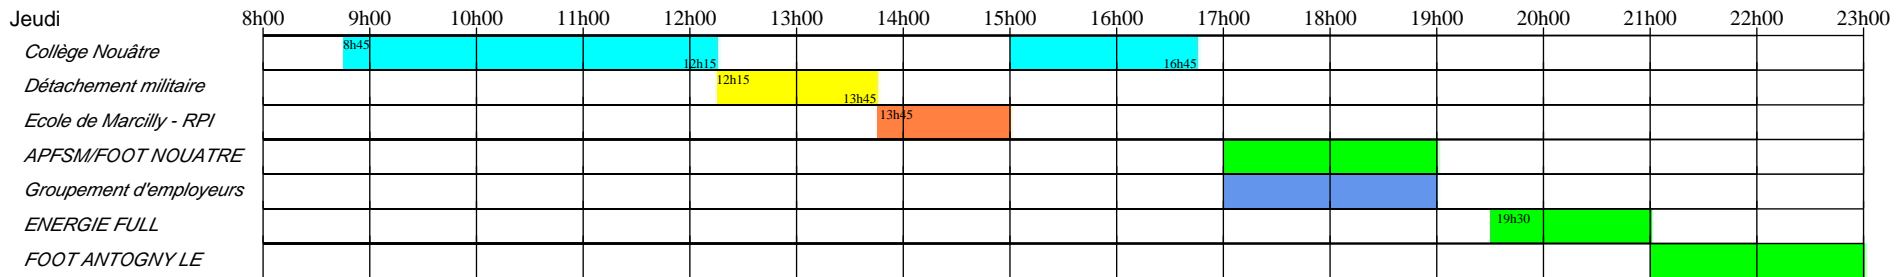 Jeudi 8h00 9h00 10h00 11h00 12h00 13h00 14h00 15h00 16h00 17h00 18h00 19h00 20h00 21h00 22h00 23h00
Collège Nouâtre 8h45 12h15 16h45
Détachement militaire 12h15 13h45
Ecole de Marcilly - RPI 13h45
APFSM/FOOT NOUATRE
Groupement d'employeurs
ENERGIE FULL 19h30
FOOT ANTOGNY LE